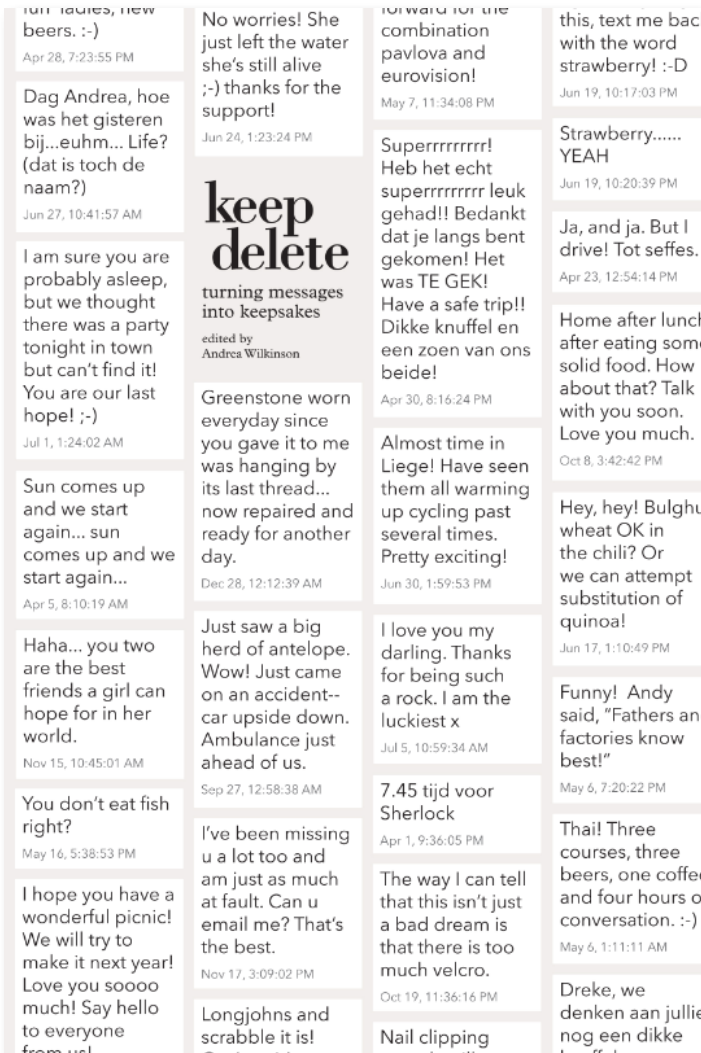 fun ladies, new
beers. :-)
Apr 28, 7:23:55 PM
Dag Andrea, hoe
was het gisteren
bij...euhm... Life?
(dat is toch de
naam?)
Jun 27, 10:41:57 AM
I am sure you are
probably asleep,
but we thought
there was a party
tonight in town
but can't find it!
You are our last
hope! ;-)
Jul 1, 1:24:02 AM
Sun comes up
and we start
again... sun
comes up and we
start again...
Apr 5, 8:10:19 AM
Haha... you two
are the best
friends a girl can
hope for in her
world.
Nov 15, 10:45:01 AM
You don't eat fish
right?
May 16, 5:38:53 PM
I hope you have a
wonderful picnic!
We will try to
make it next year!
Love you soooo
much! Say hello
to everyone
from us!
No worries! She
just left the water
she's still alive
;-) thanks for the
support!
Jun 24, 1:23:24 PM
keep
delete
turning messages
into keepsakes
edited by
Andrea Wilkinson
Greenstone worn
everyday since
you gave it to me
was hanging by
its last thread...
now repaired and
ready for another
day.
Dec 28, 12:12:39 AM
Just saw a big
herd of antelope.
Wow! Just came
on an accident--
car upside down.
Ambulance just
ahead of us.
Sep 27, 12:58:38 AM
I've been missing
u a lot too and
am just as much
at fault. Can u
email me? That's
the best.
Nov 17, 3:09:02 PM
Longjohns and
scrabble it is!
forward for the
combination
pavlova and
eurovision!
May 7, 11:34:08 PM
Superrrrrrrrr!
Heb het echt
superrrrrrrrr leuk
gehad!! Bedankt
dat je langs bent
gekomen! Het
was TE GEK!
Have a safe trip!!
Dikke knuffel en
een zoen van ons
beide!
Apr 30, 8:16:24 PM
Almost time in
Liege! Have seen
them all warming
up cycling past
several times.
Pretty exciting!
Jun 30, 1:59:53 PM
I love you my
darling. Thanks
for being such
a rock. I am the
luckiest x
Jul 5, 10:59:34 AM
7.45 tijd voor
Sherlock
Apr 1, 9:36:05 PM
The way I can tell
that this isn't just
a bad dream is
that there is too
much velcro.
Oct 19, 11:36:16 PM
Nail clipping
this, text me bac
with the word
strawberry! :-D
Jun 19, 10:17:03 PM
Strawberry......
YEAH
Jun 19, 10:20:39 PM
Ja, and ja. But I
drive! Tot seffes.
Apr 23, 12:54:14 PM
Home after lunch
after eating some
solid food. How
about that? Talk
with you soon.
Love you much.
Oct 8, 3:42:42 PM
Hey, hey! Bulghu
wheat OK in
the chili? Or
we can attempt
substitution of
quinoa!
Jun 17, 1:10:49 PM
Funny! Andy
said, "Fathers an
factories know
best!"
May 6, 7:20:22 PM
Thai! Three
courses, three
beers, one coffee
and four hours o
conversation. :-)
May 6, 1:11:11 AM
Dreke, we
denken aan jullie
nog een dikke